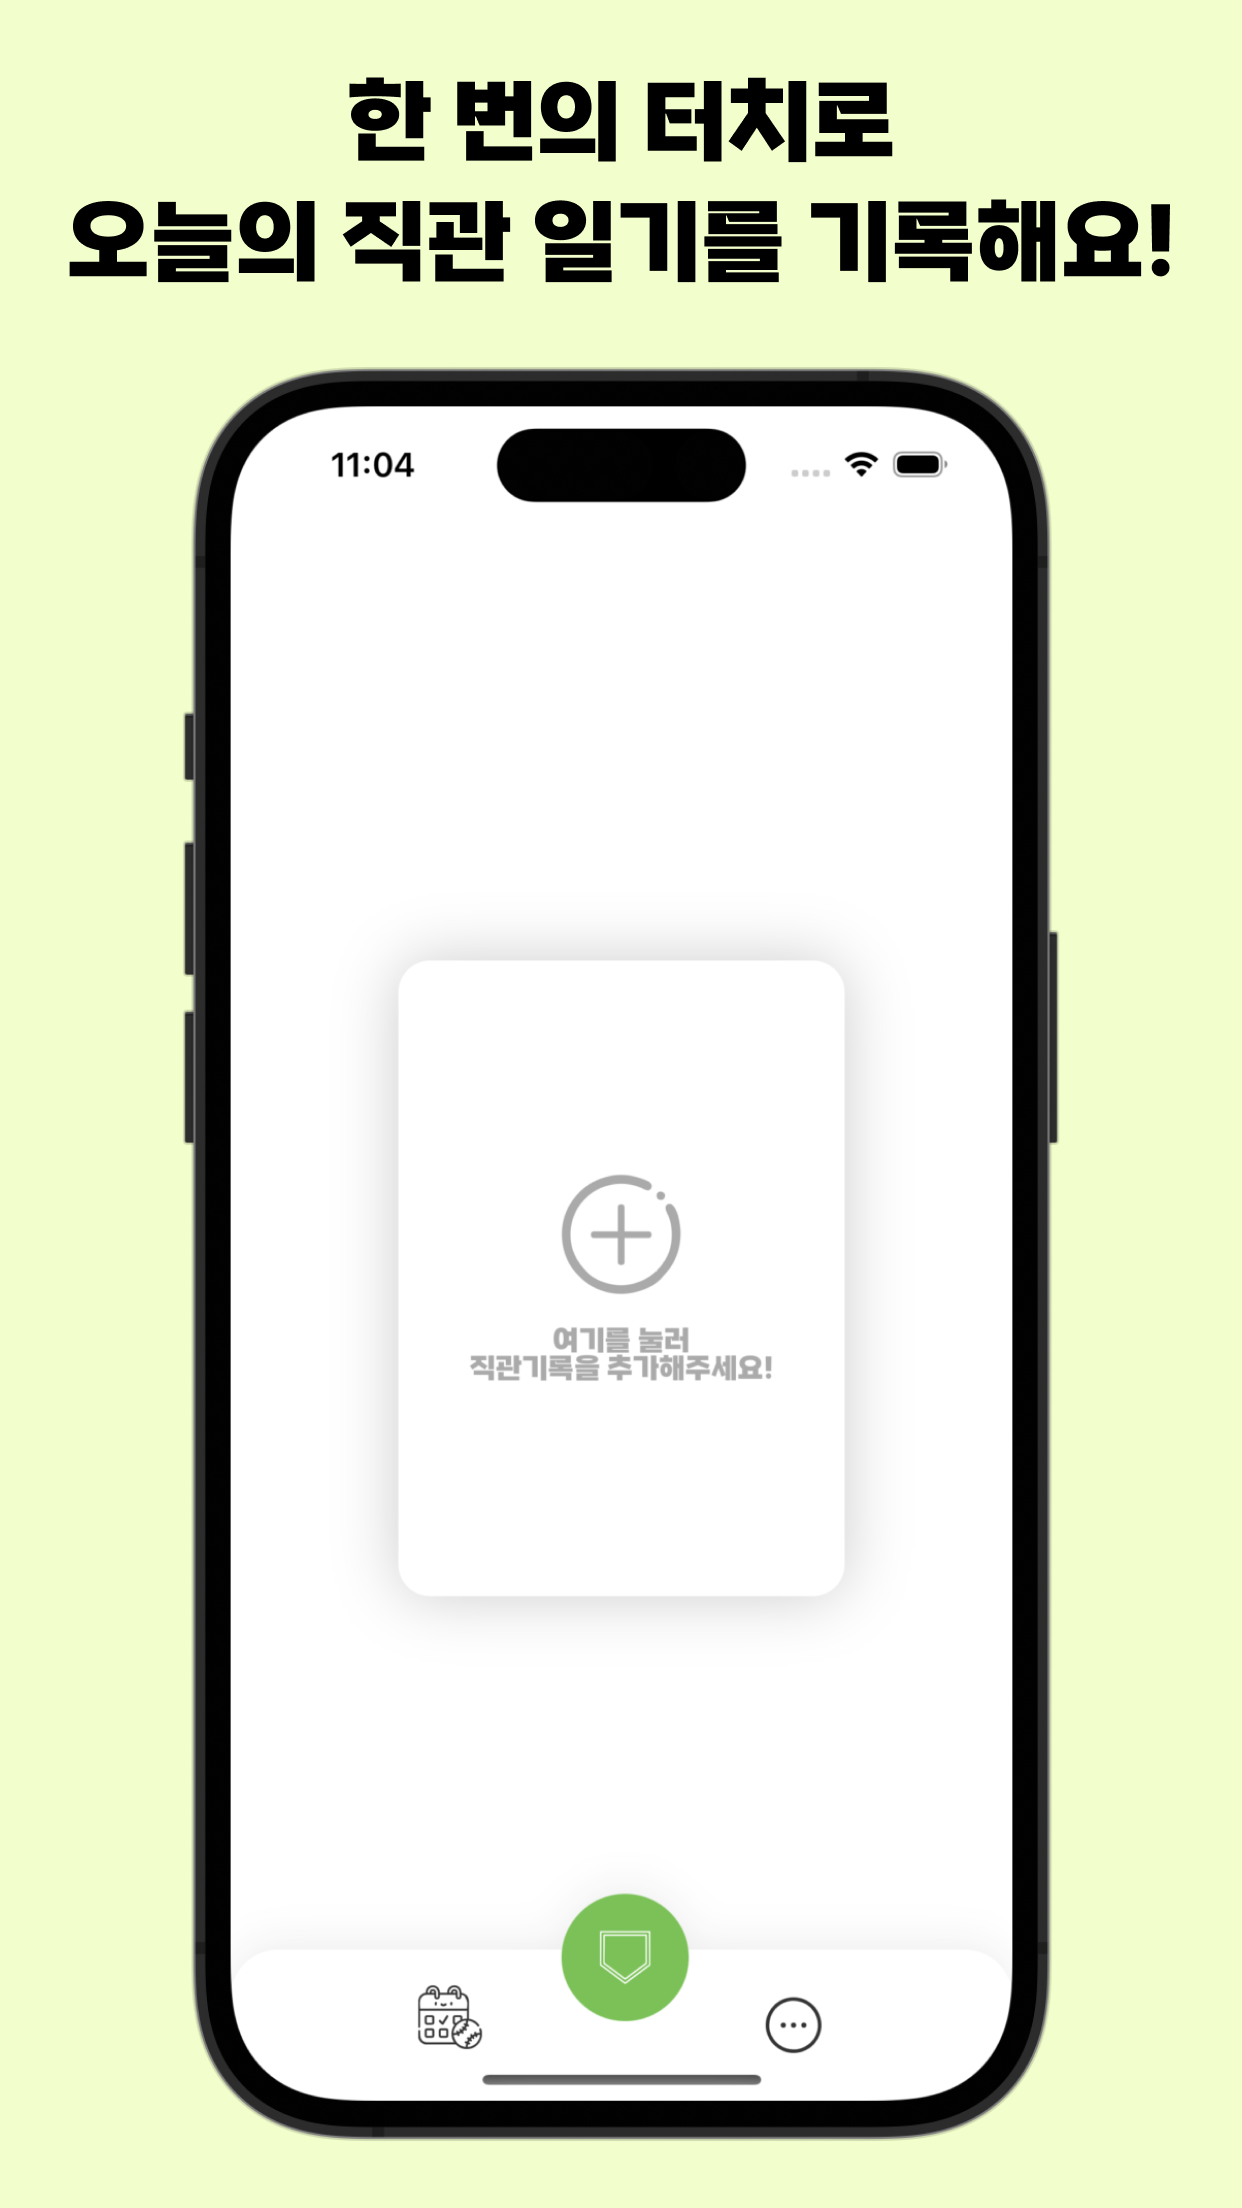 한 번의 터치로
오늘의 직관 일기를 기록해요!
11:04
여기를 눌러
직관기록을 추가해주세요!